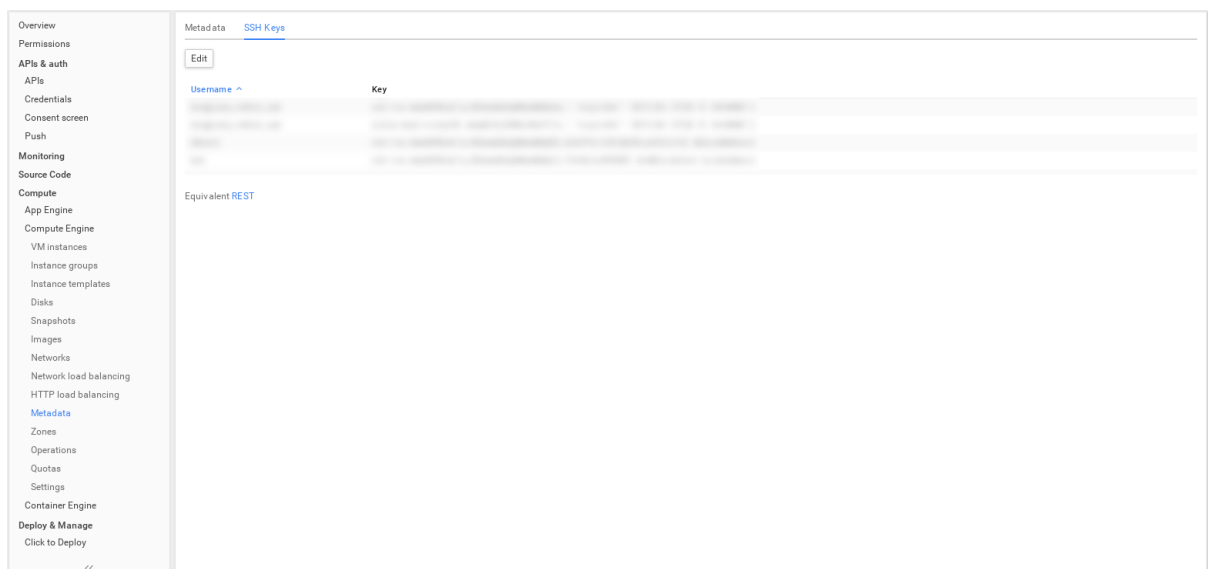 Overview
Permissions
APIs & auth
APIs
Credentials
Consent screen
Push
Monitoring
Source Code
Compute
App Engine
Compute Engine
VM instances
Instance groups
Instance templates
Disks
Snapshots
Images
Networks
Network load balancing
HTTP load balancing
Metadata
Zones
Operations
Quotas
Settings
Container Engine
Deploy & Manage
Click to Deploy
Metadata SSH Keys
Edit
Username Key
Equivalent REST